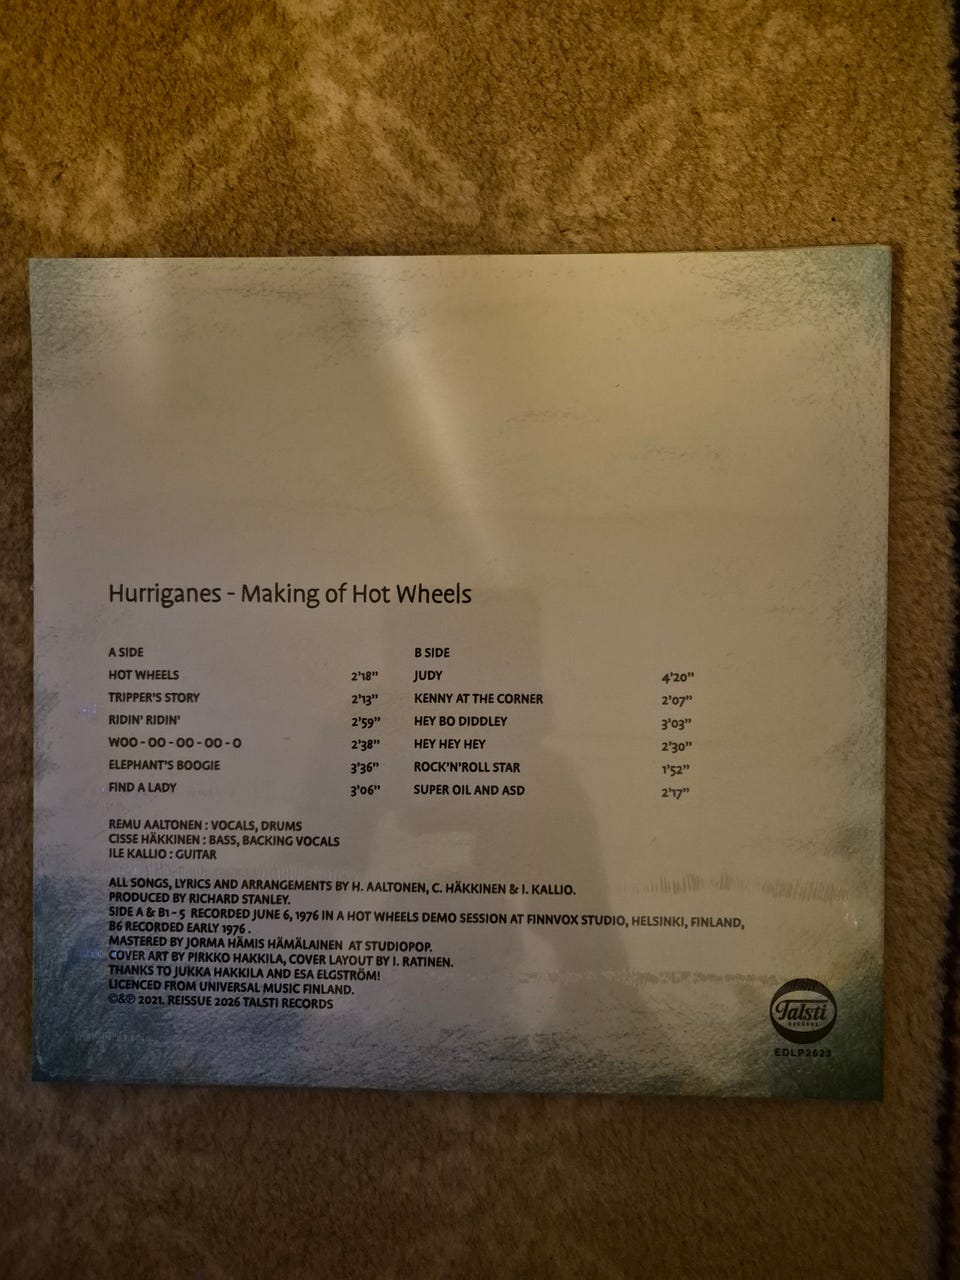 Hurriganes - Making of Hot Wheels
A SIDE
HOT WHEELS 2'18"
TRIPPER'S STORY 2'13"
RIDIN' RIDIN' 2'59"
WOO - OO - OO - OO - O 2'38"
ELEPHANT'S BOOGIE 3'36"
FIND A LADY 3'06"
B SIDE
JUDY 4'20"
KENNY AT THE CORNER 2'07"
HEY BO DIDDLEY 3'03"
HEY HEY HEY 2'30"
ROCK'N'ROLL STAR 1'52"
SUPER OIL AND ASD 2'17"
REMU AALTONEN : VOCALS, DRUMS
CISSE HÄKKINEN : BASS, BACKING VOCALS
ILE KALLIO : GUITAR
ALL SONGS, LYRICS AND ARRANGEMENTS BY H. AALTONEN, C. HÄKKINEN & I. KALLIO.
PRODUCED BY RICHARD STANLEY.
SIDE A & B1 - 5 RECORDED JUNE 6, 1976 IN A HOT WHEELS DEMO SESSION AT FINNVOX STUDIO, HELSINKI, FINLAND,
B6 RECORDED EARLY 1976 .
MASTERED BY JORMA HÄMIS HÄMÄLAINEN AT STUDIOPOP.
COVER ART BY PIRKKO HAKKILA, COVER LAYOUT BY I. RATINEN.
THANKS TO JUKKA HAKKILA AND ESA ELGSTRÖM!
LICENCED FROM UNIVERSAL MUSIC FINLAND.
©&℗ 2021. REISSUE 2026 TALSTI RECORDS
Talsti
RECORDS
EDLP2623